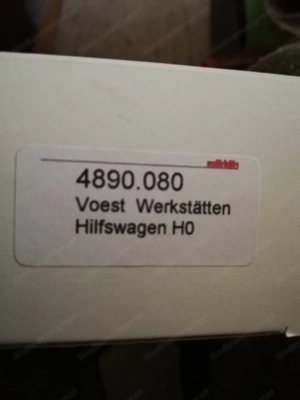 märklin
4890.080
Voest Werkstätten
Hilfswagen H0